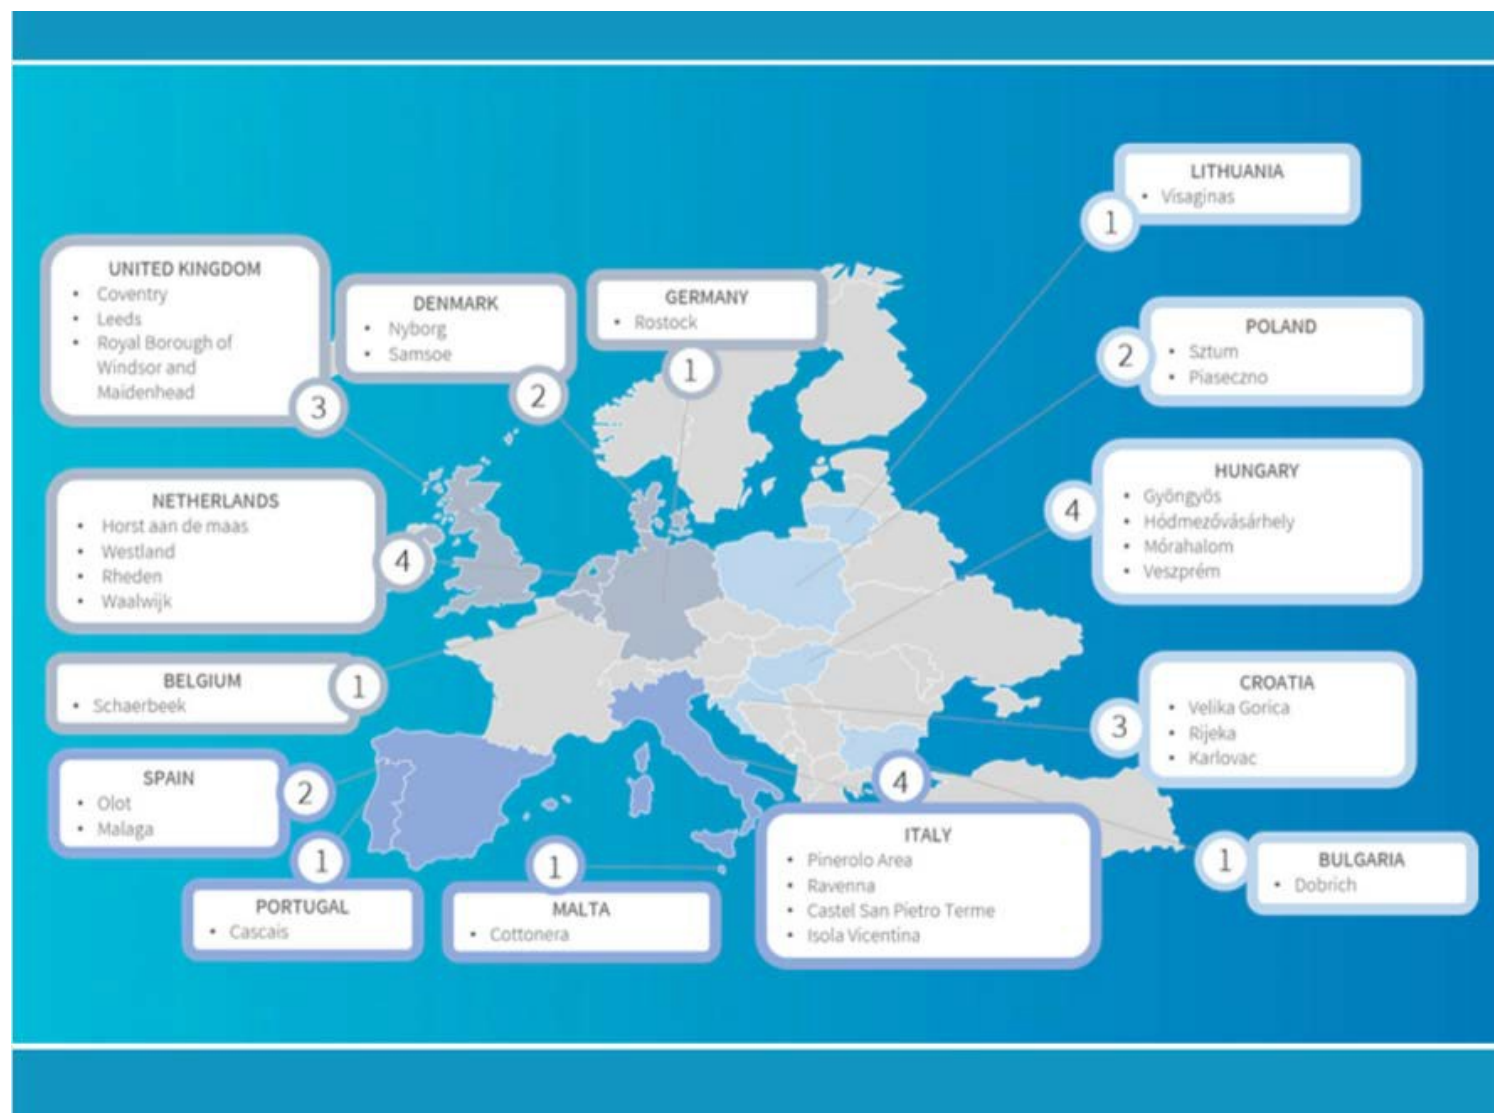 LITHUANIA
• Visaginas
1
UNITED KINGDOM
• Coventry
• Leeds
• Royal Borough of
Windsor and
Maidenhead
3
DENMARK
• Nyborg
• Samsoe
2
GERMANY
• Rostock
1
POLAND
• Sztum
• Piaseczno
2
NETHERLANDS
• Horst aan de maas
• Westland
• Rheden
• Waalwijk
4
HUNGARY
• Gyöngyös
• Hódmezővásárhely
• Mórahalom
• Veszprém
4
BELGIUM
• Schaerbeek
1
CROATIA
• Velika Gorica
• Rijeka
• Karlovac
3
SPAIN
• Olot
• Malaga
2
PORTUGAL
• Cascais
1
MALTA
• Cottonera
1
ITALY
• Pinerolo Area
• Ravenna
• Castel San Pietro Terme
• Isola Vicentina
4
BULGARIA
• Dobrich
1